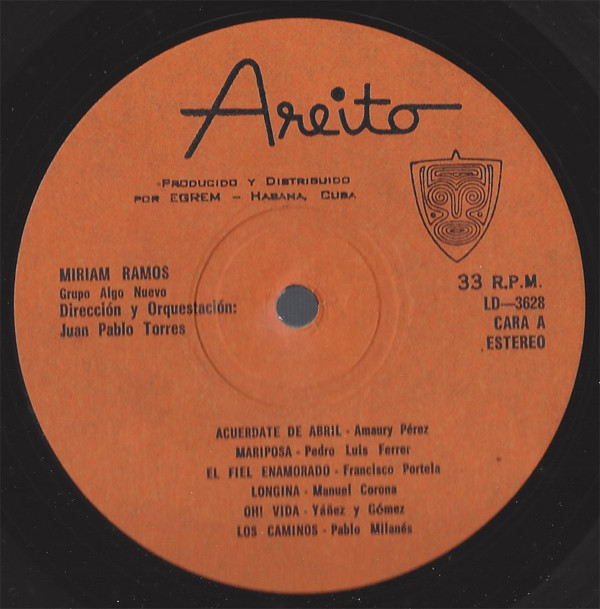 Areito
PRODUCIDO Y DISTRIBUIDO
POR EGREM - HABANA, CUBA
MIRIAM RAMOS
Grupo Algo Nuevo
Dirección y Orquestación:
Juan Pablo Torres
33 R.P.M.
LD—3628
CARA A
ESTEREO
ACUERDATE DE ABRIL - Amaury Pérez
MARIPOSA - Pedro Luis Ferrer
EL FIEL ENAMORADO - Francisco Portela
LONGINA - Manuel Corona
OH! VIDA - Yáñez y Gómez
LOS CAMINOS - Pablo Milanés